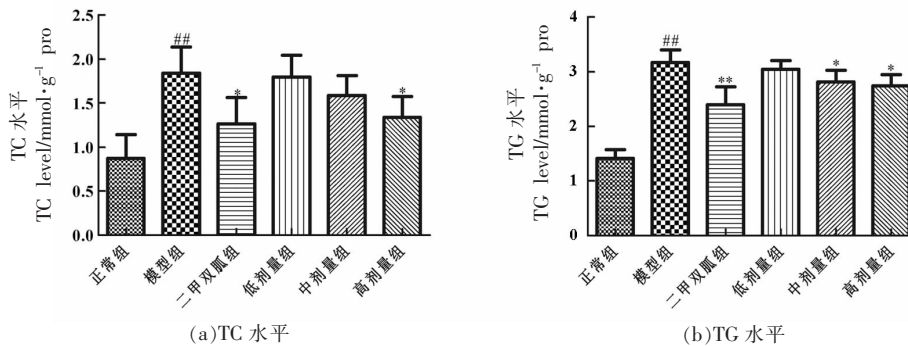 TC 水平
TC level/mmol·g⁻¹ pro
2.5
2.0
1.5
1.0
0.5
0.0
##
*
*
正常组
模型组
二甲双胍组
低剂量组
中剂量组
高剂量组
(a)TC 水平
TG 水平
TG level/mmol·g⁻¹ pro
4
3
2
1
0
##
**
*
*
正常组
模型组
二甲双胍组
低剂量组
中剂量组
高剂量组
(b)TG 水平